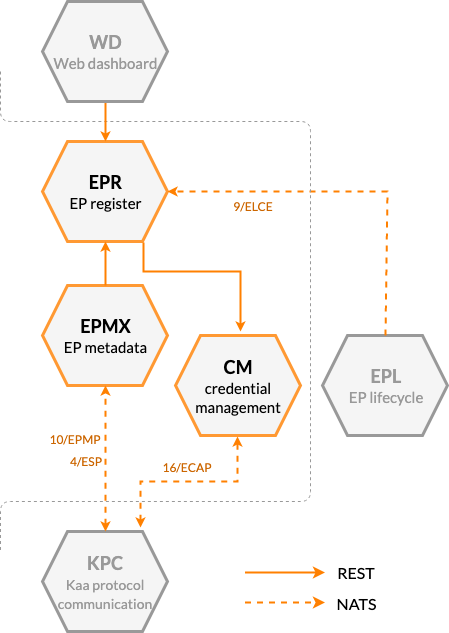 WD
Web dashboard
EPR
EP register
9/ELCE
EPMX
EP metadata
CM
credential
management
EPL
EP lifecycle
10/EPMP
4/ESP
16/ECAP
KPC
Kaa protocol
communication
REST
NATS